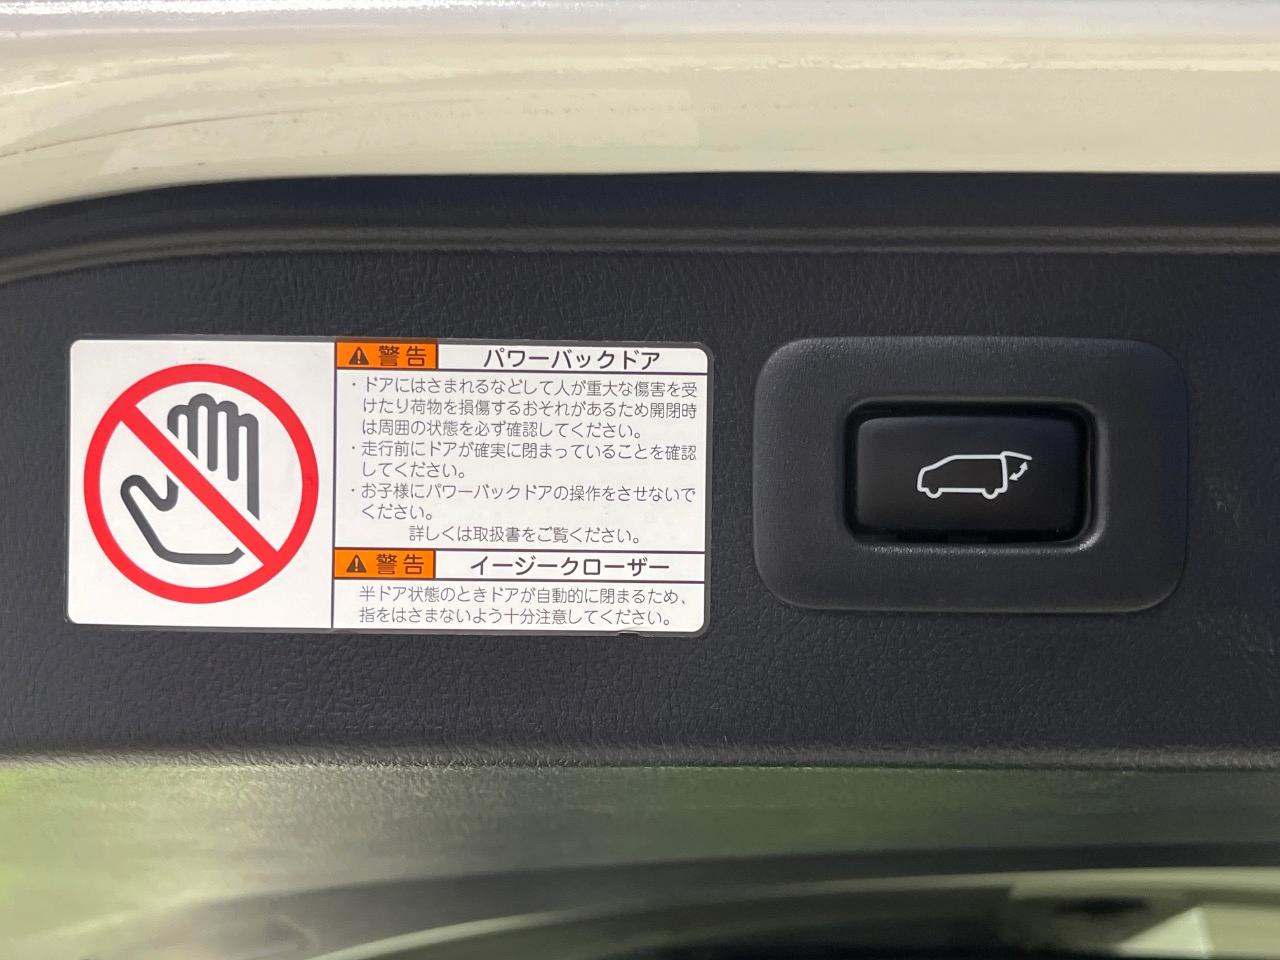 警告 パワーバックドア
・ドアにはさまれるなどして人が重大な傷害を受
けたり荷物を損傷するおそれがあるため開閉時
は周囲の状態を必ず確認してください。
・走行前にドアが確実に閉まっていることを確認
してください。
・お子様にパワーバックドアの操作をさせないで
ください。
詳しくは取扱書をご覧ください。
警告 イージークローザー
半ドア状態のときドアが自動的に閉まるため、
指をはさまないよう十分注意してください。